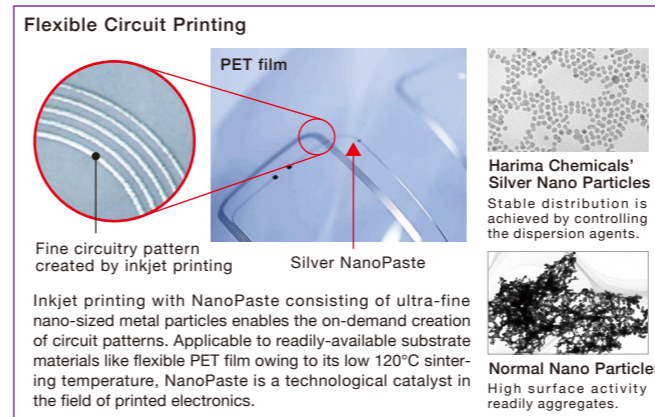 Flexible Circuit Printing
PET film
Fine circuitry pattern
created by inkjet printing
Silver NanoPaste
Inkjet printing with NanoPaste consisting of ultra-fine
nano-sized metal particles enables the on-demand creation
of circuit patterns. Applicable to readily-available substrate
materials like flexible PET film owing to its low 120°C sinter-
ing temperature, NanoPaste is a technological catalyst in
the field of printed electronics.
Harima Chemicals'
Silver Nano Particles
Stable distribution is
achieved by controlling
the dispersion agents.
Normal Nano Particles
High surface activity
readily aggregates.